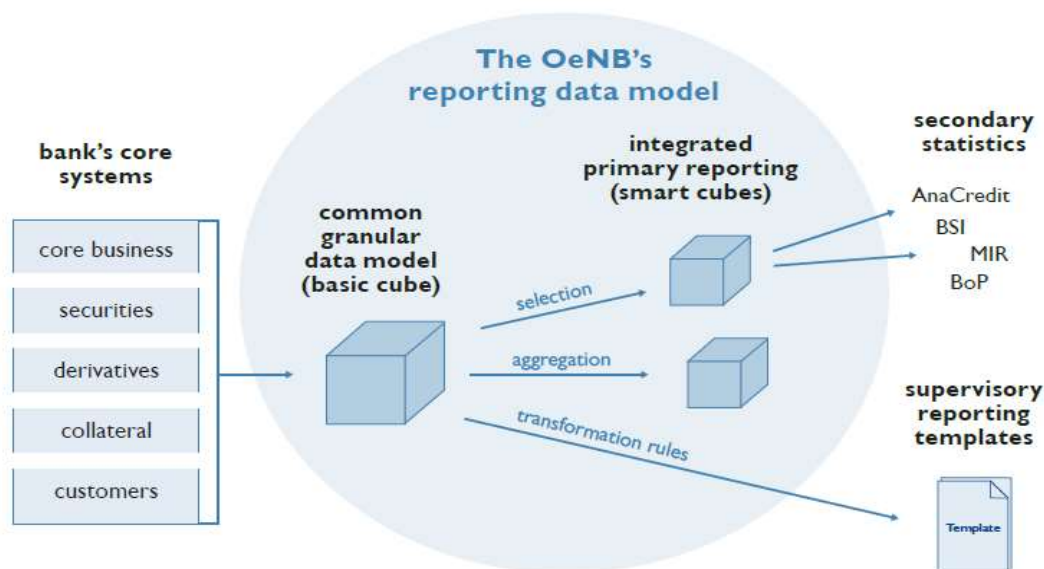 The OeNB's
reporting data model
bank's core
systems
core business
securities
derivatives
collateral
customers
common
granular
data model
(basic cube)
selection
aggregation
transformation rules
integrated
primary reporting
(smart cubes)
secondary
statistics
AnaCredit
BSI
MIR
BoP
supervisory
reporting
templates
Template